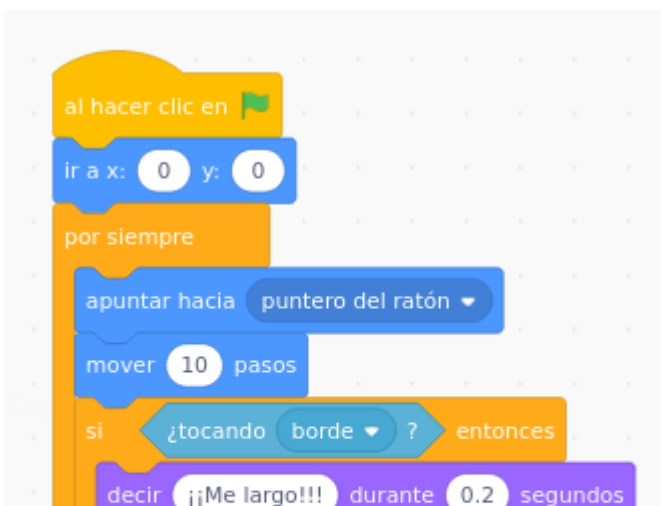 al hacer clic en
ir a x: 0 y: 0
por siempre
apuntar hacia puntero del ratón
mover 10 pasos
si ¿tocando borde ? entonces
decir ¡¡Me largo!!! durante 0.2 segundos